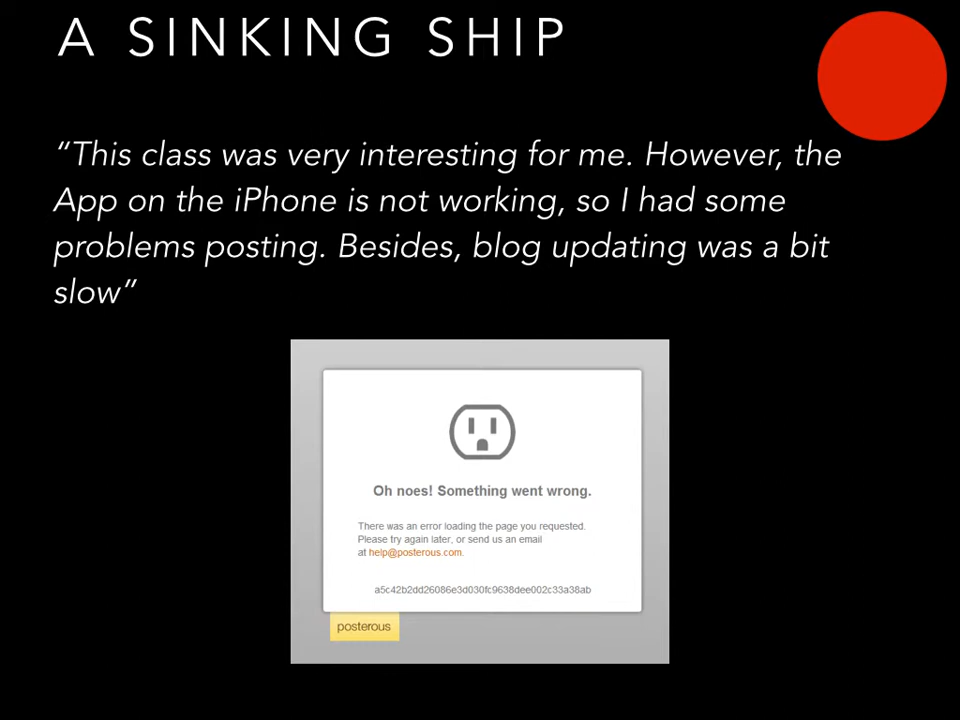 A SINKING SHIP
“This class was very interesting for me. However, the
App on the iPhone is not working, so I had some
problems posting. Besides, blog updating was a bit
slow”
Oh noes! Something went wrong.
There was an error loading the page you requested.
Please try again later, or send us an email
at help@posterous.com.
a5c42b2dd26086e3d030fc9638dee002c33a38ab
posterous